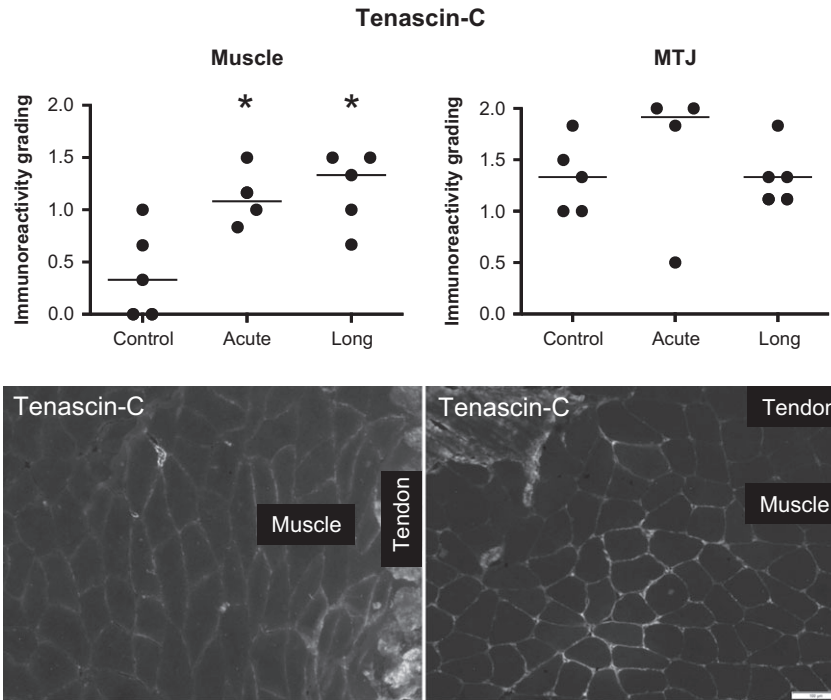 Tenascin-C
Muscle
Immunoreactivity grading
2.0
1.5
1.0
0.5
0.0
* *
Control Acute Long
MTJ
Immunoreactivity grading
2.0
1.5
1.0
0.5
0.0
Control Acute Long
Tenascin-C
Muscle
Tendon
Tenascin-C
Tendon
Muscle